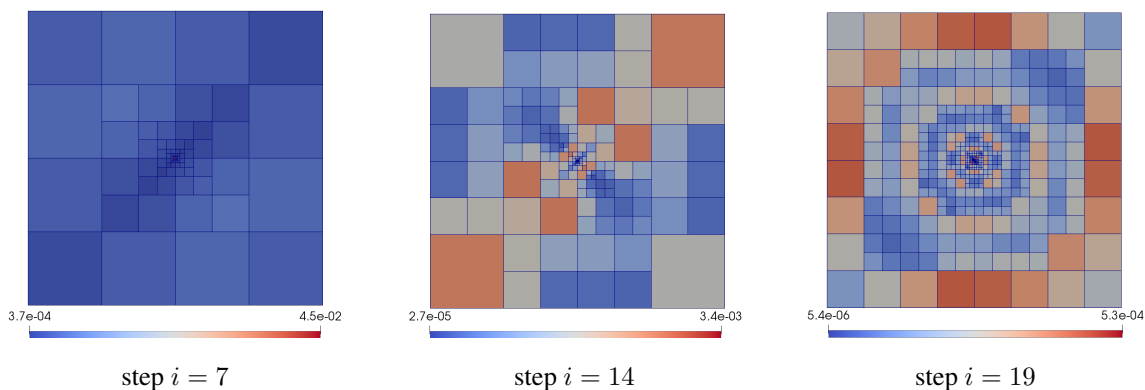 3.7e-04 4.5e-02 2.7e-05 3.4e-03 5.4e-06 5.3e-04
step i = 7 step i = 14 step i = 19